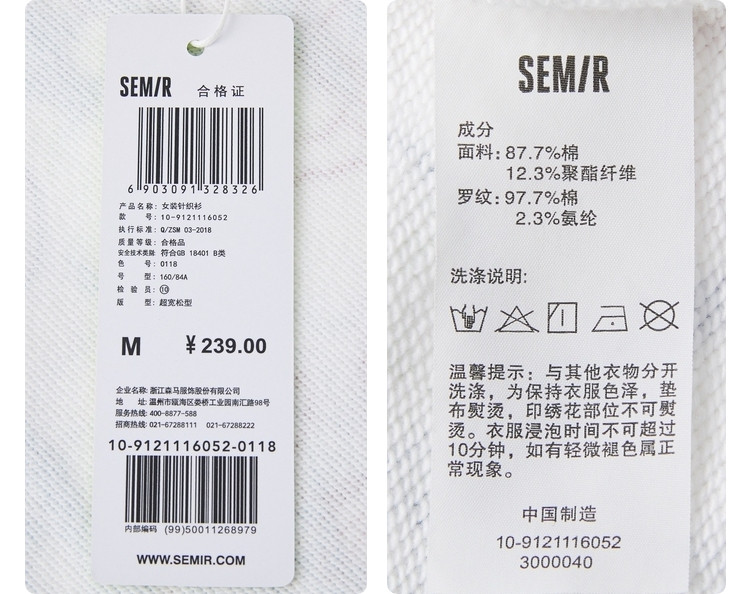 SEMIR
合格证
6 903091 328326
产品名称: 女装针织衫
款 号: 10-9121116052
执行标准: Q/ZSM 03-2018
质量等级: 合格品
安全技术类别: 符合GB 18401 B类
色 号: 0118
号 型: 160/84A
检 验 员: ⑩
版 型: 超宽松型
M ¥ 239.00
企业名称: 浙江森马服饰股份有限公司
地 址: 温州市瓯海区娄桥工业园南汇路98号
服务热线: 400-8877-588
招商热线: 021-67288111 021-67288222
10-9121116052-0118
内部编码 (99)50011268979
WWW.SEMIR.COM
SEMIR
成分
面料: 87.7%棉
12.3%聚酯纤维
罗纹: 97.7%棉
2.3%氨纶
洗涤说明:
温馨提示: 与其他衣物分开
洗涤，为保持衣服色泽，垫
布熨烫，印绣花部位不可熨
烫。衣服浸泡时间不可超过
10分钟，如有轻微褪色属正
常现象。
中国制造
10-9121116052
3000040